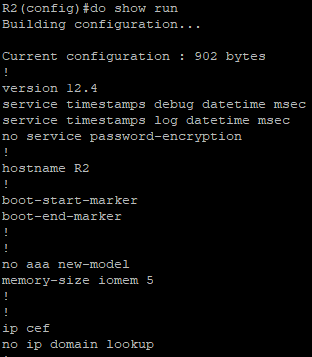 R2(config)#do show run
Building configuration...
Current configuration : 902 bytes
!
version 12.4
service timestamps debug datetime msec
service timestamps log datetime msec
no service password-encryption
!
hostname R2
!
boot-start-marker
boot-end-marker
!
!
no aaa new-model
memory-size iomem 5
!
!
ip cef
no ip domain lookup